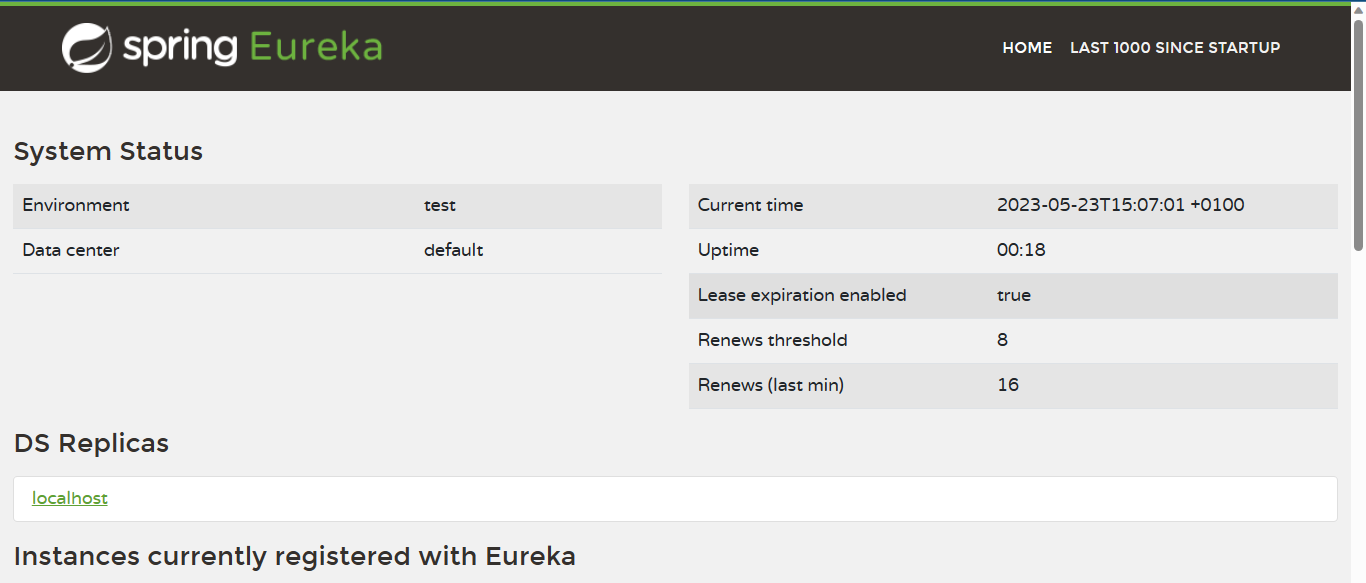 spring Eureka
HOME LAST 1000 SINCE STARTUP
System Status
Environment test
Data center default
Current time 2023-05-23T15:07:01 +0100
Uptime 00:18
Lease expiration enabled true
Renews threshold 8
Renews (last min) 16
DS Replicas
localhost
Instances currently registered with Eureka